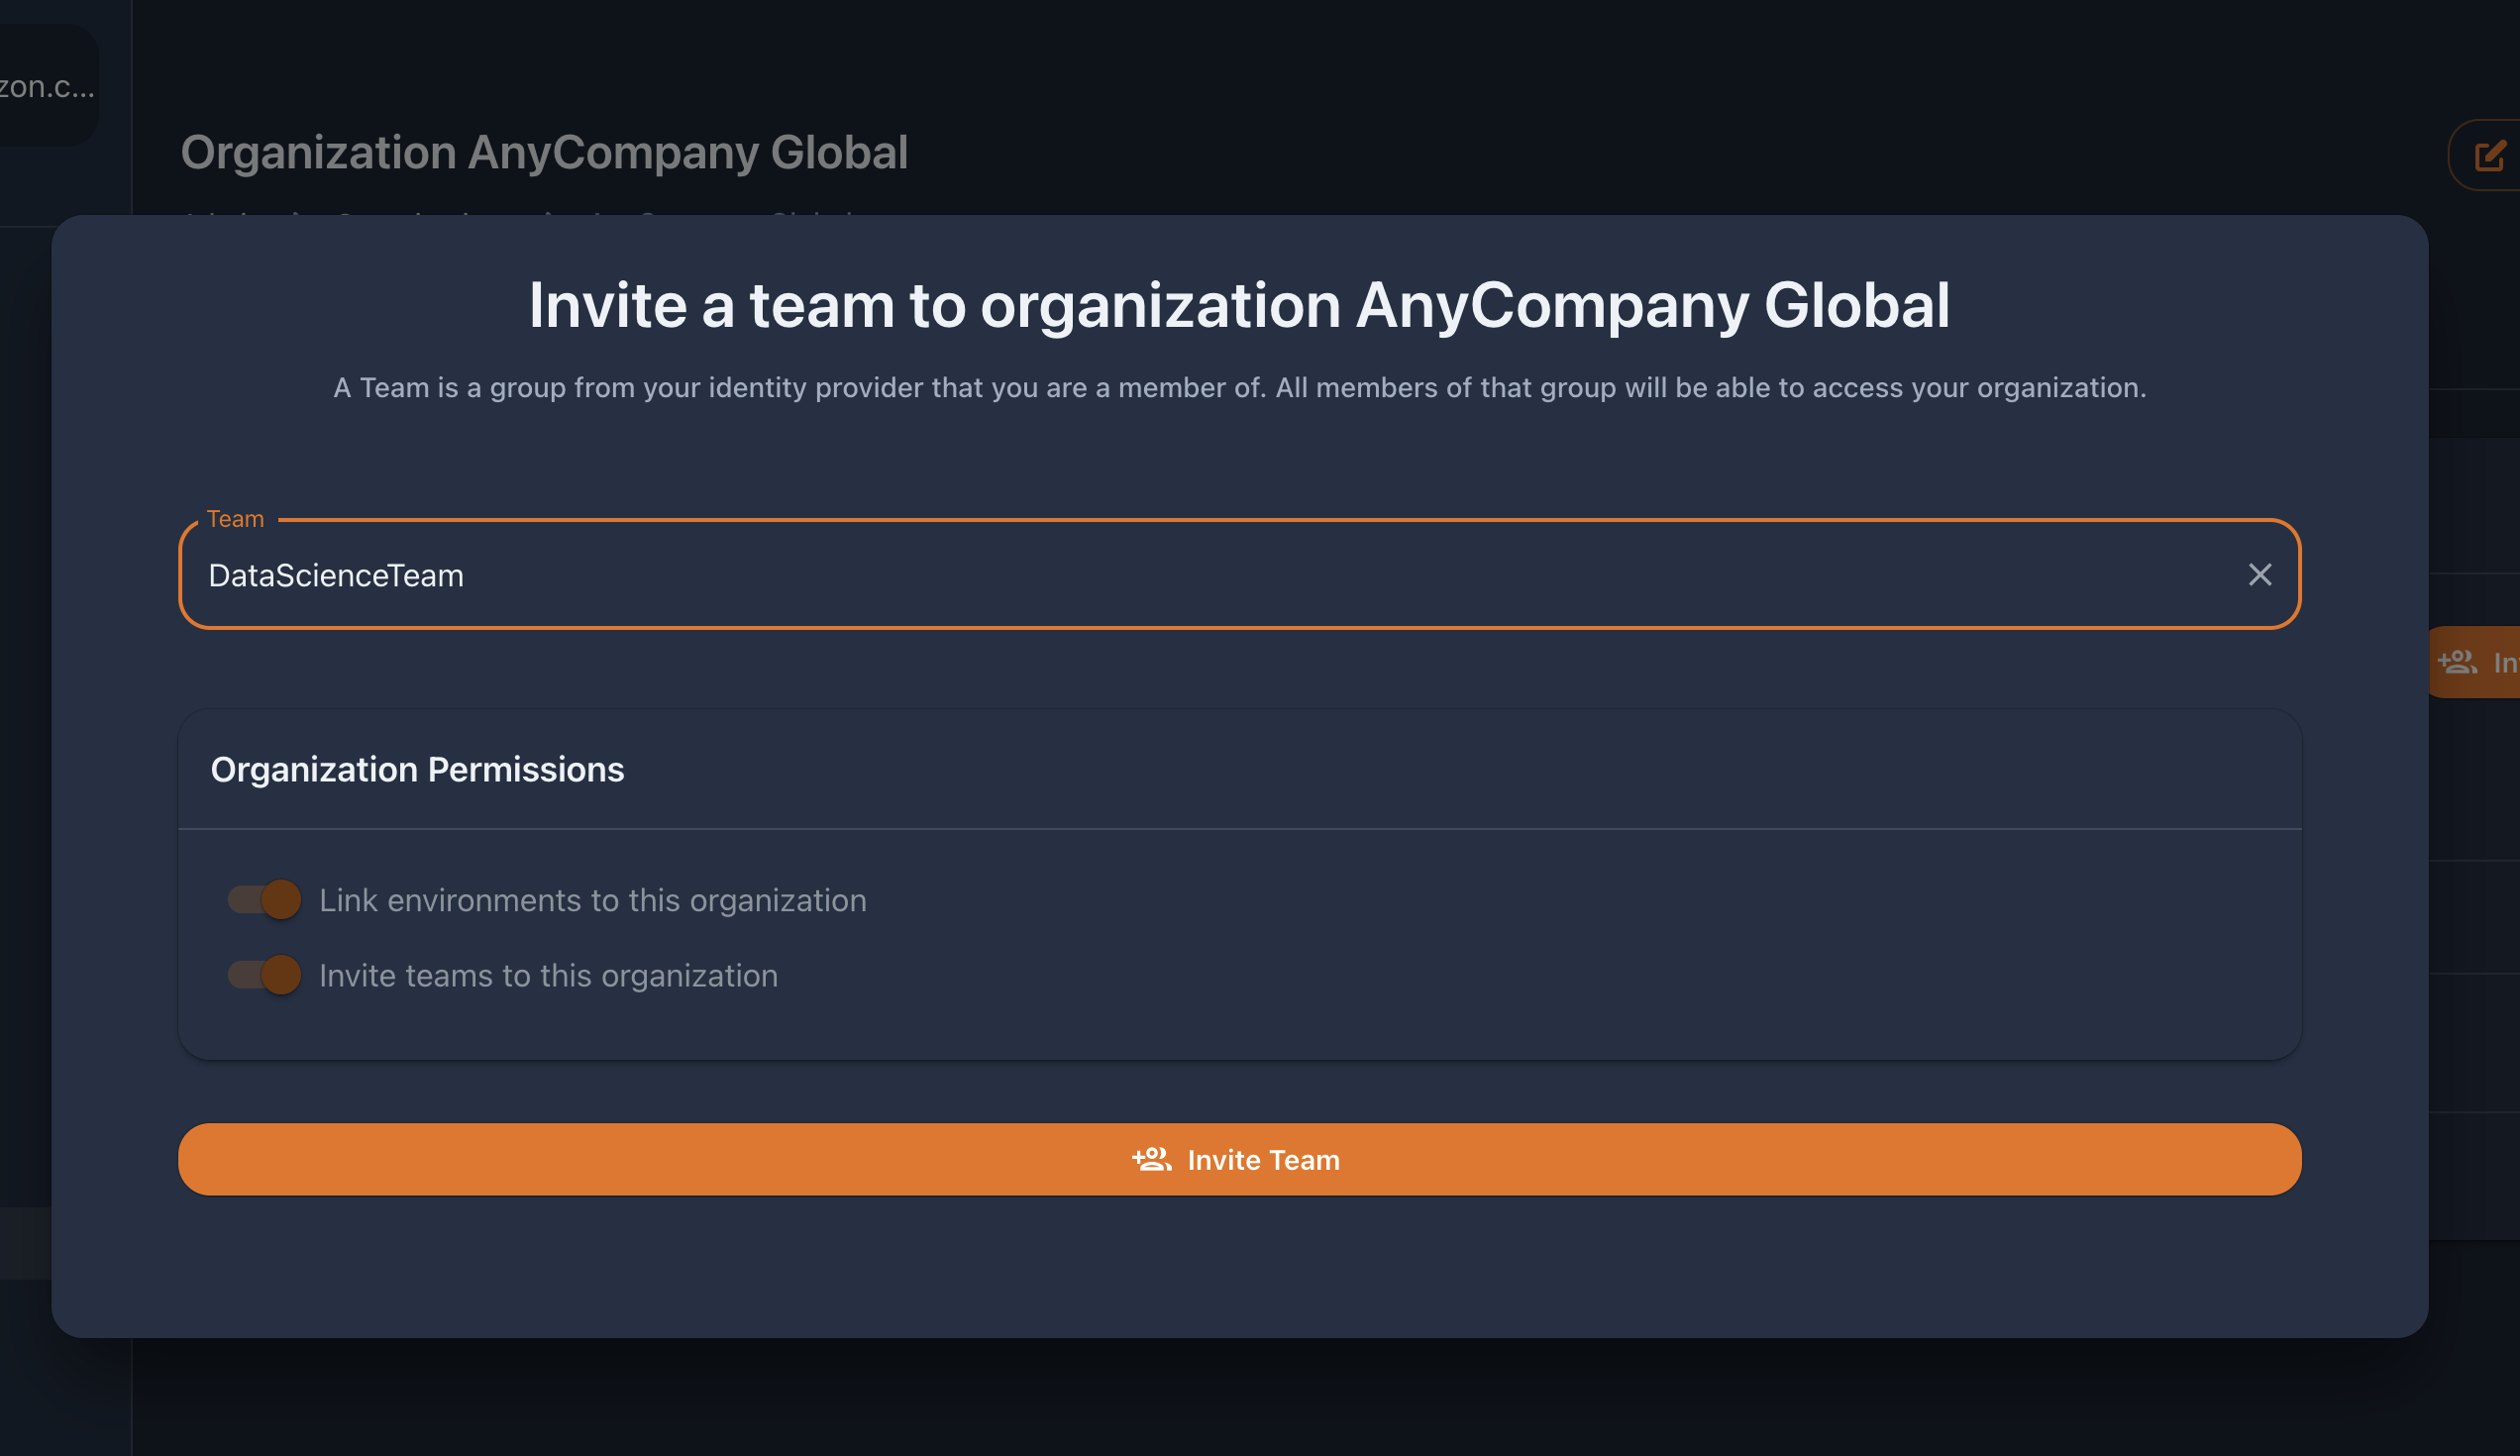 zon.c...
Organization AnyCompany Global
Invite a team to organization AnyCompany Global
A Team is a group from your identity provider that you are a member of. All members of that group will be able to access your organization.
Team
DataScienceTeam
In
Organization Permissions
Link environments to this organization
Invite teams to this organization
Invite Team